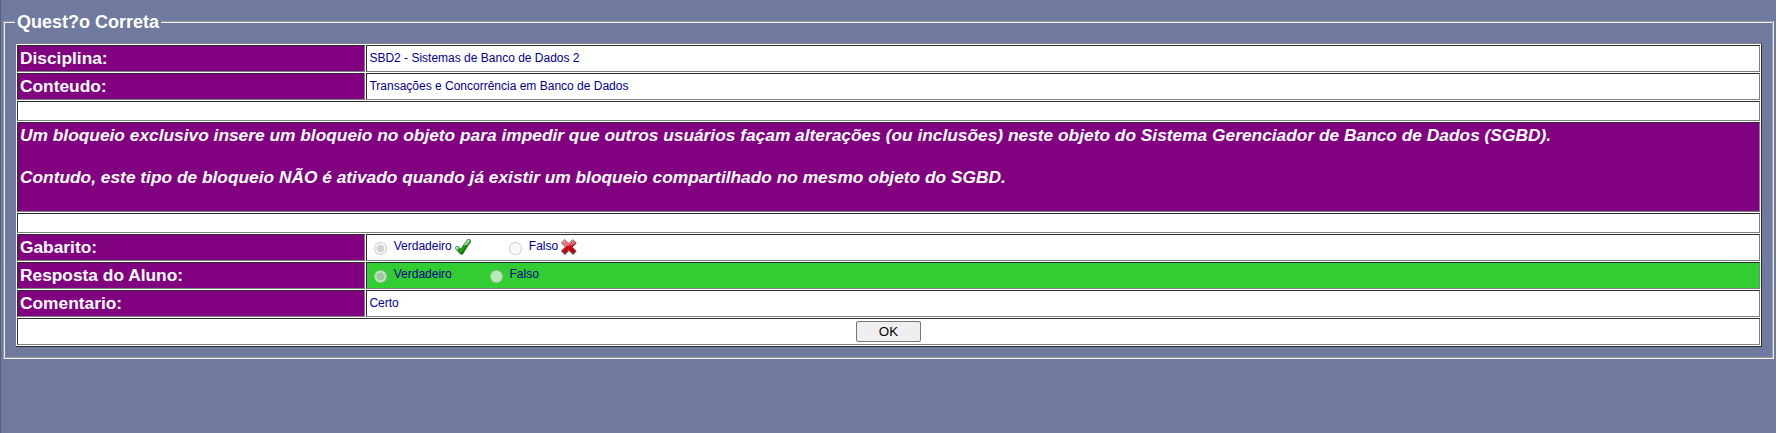 Quest?o Correta
Disciplina: SBD2 - Sistemas de Banco de Dados 2
Conteudo: Transações e Concorrência em Banco de Dados
Um bloqueio exclusivo insere um bloqueio no objeto para impedir que outros usuários façam alterações (ou inclusões) neste objeto do Sistema Gerenciador de Banco de Dados (SGBD).
Contudo, este tipo de bloqueio NÃO é ativado quando já existir um bloqueio compartilhado no mesmo objeto do SGBD.
Gabarito: Verdadeiro Falso
Resposta do Aluno: Verdadeiro Falso
Comentario: Certo
OK